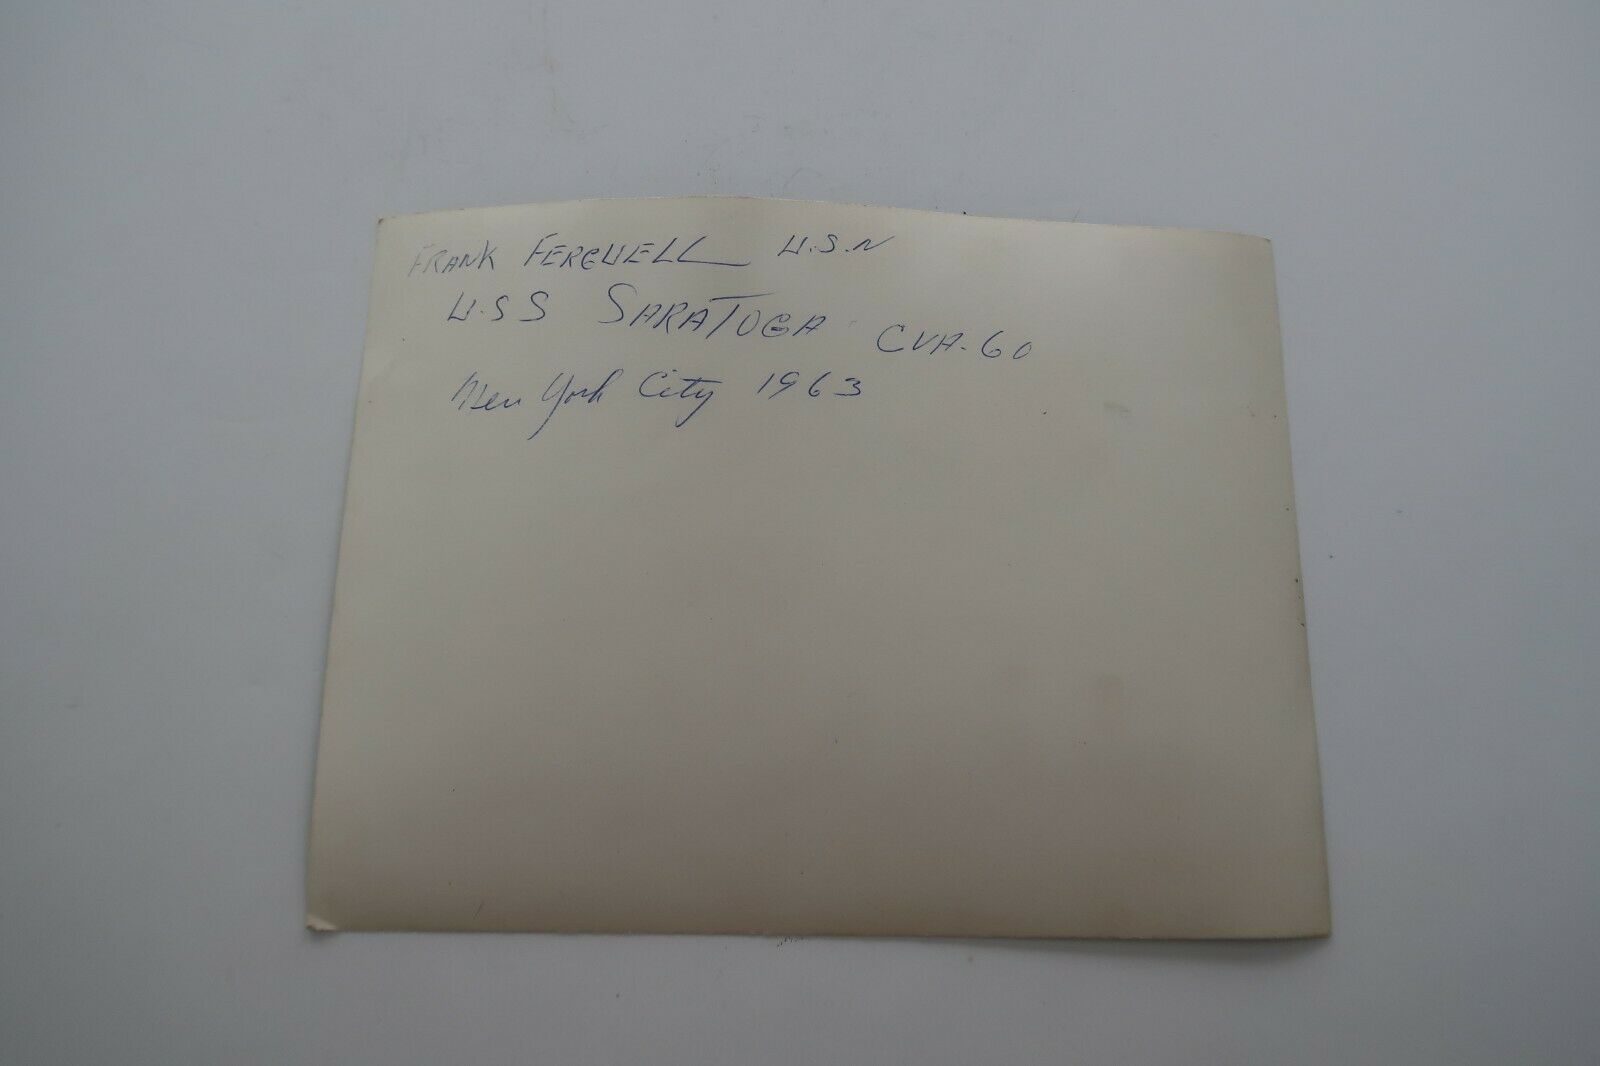 FRANK FERGUELL U.S.N
U.S.S SARATOGA CVA-60
New York City 1963